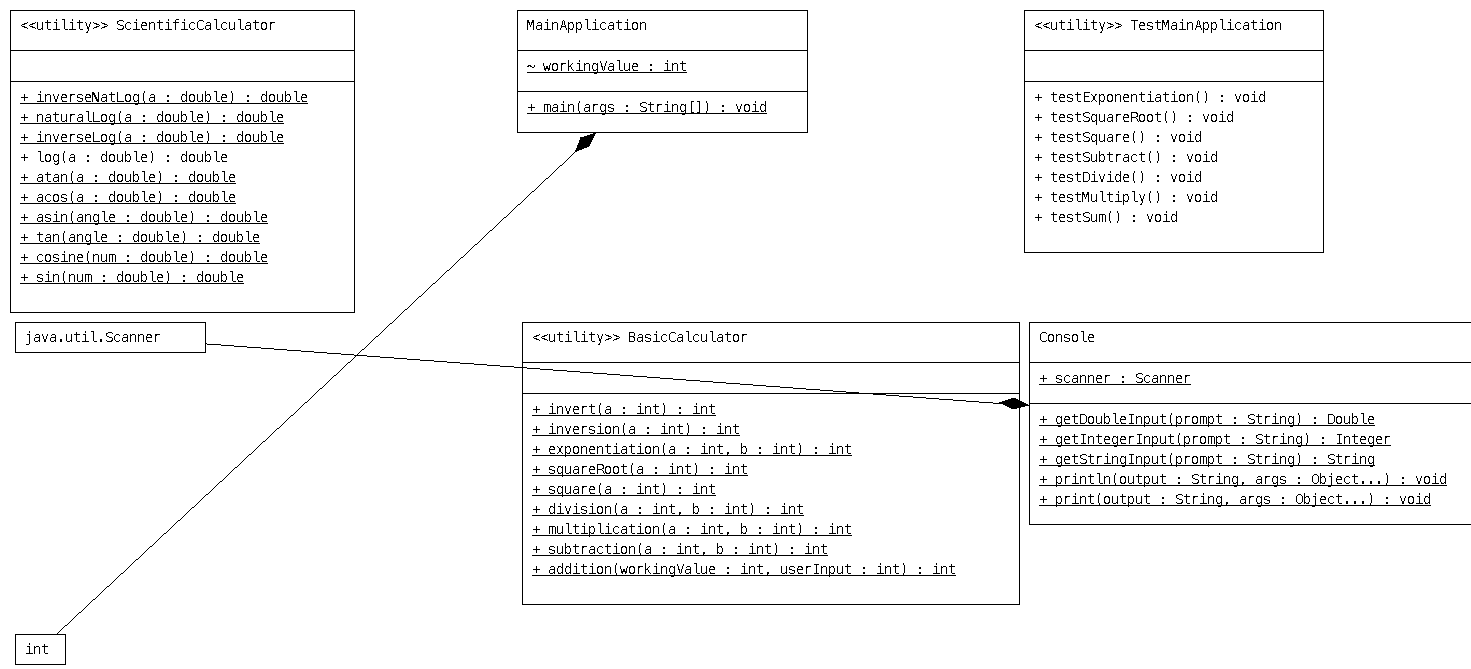 <<utility>> ScientificCalculator
+ inverseNatLog(a : double) : double
+ naturalLog(a : double) : double
+ inverseLog(a : double) : double
+ log(a : double) : double
+ atan(a : double) : double
+ acos(a : double) : double
+ asin(angle : double) : double
+ tan(angle : double) : double
+ cosine(num : double) : double
+ sin(num : double) : double
MainApplication
~ workingValue : int
+ main(args : String[]) : void
<<utility>> TestMainApplication
+ testExponentiation() : void
+ testSquareRoot() : void
+ testSquare() : void
+ testSubtract() : void
+ testDivide() : void
+ testMultiply() : void
+ testSum() : void
java.util.Scanner
<<utility>> BasicCalculator
+ invert(a : int) : int
+ inversion(a : int) : int
+ exponentiation(a : int, b : int) : int
+ squareRoot(a : int) : int
+ square(a : int) : int
+ division(a : int, b : int) : int
+ multiplication(a : int, b : int) : int
+ subtraction(a : int, b : int) : int
+ addition(workingValue : int, userInput : int) : int
Console
+ scanner : Scanner
+ getDoubleInput(prompt : String) : Double
+ getIntegerInput(prompt : String) : Integer
+ getStringInput(prompt : String) : String
+ println(output : String, args : Object...) : void
+ print(output : String, args : Object...) : void
int